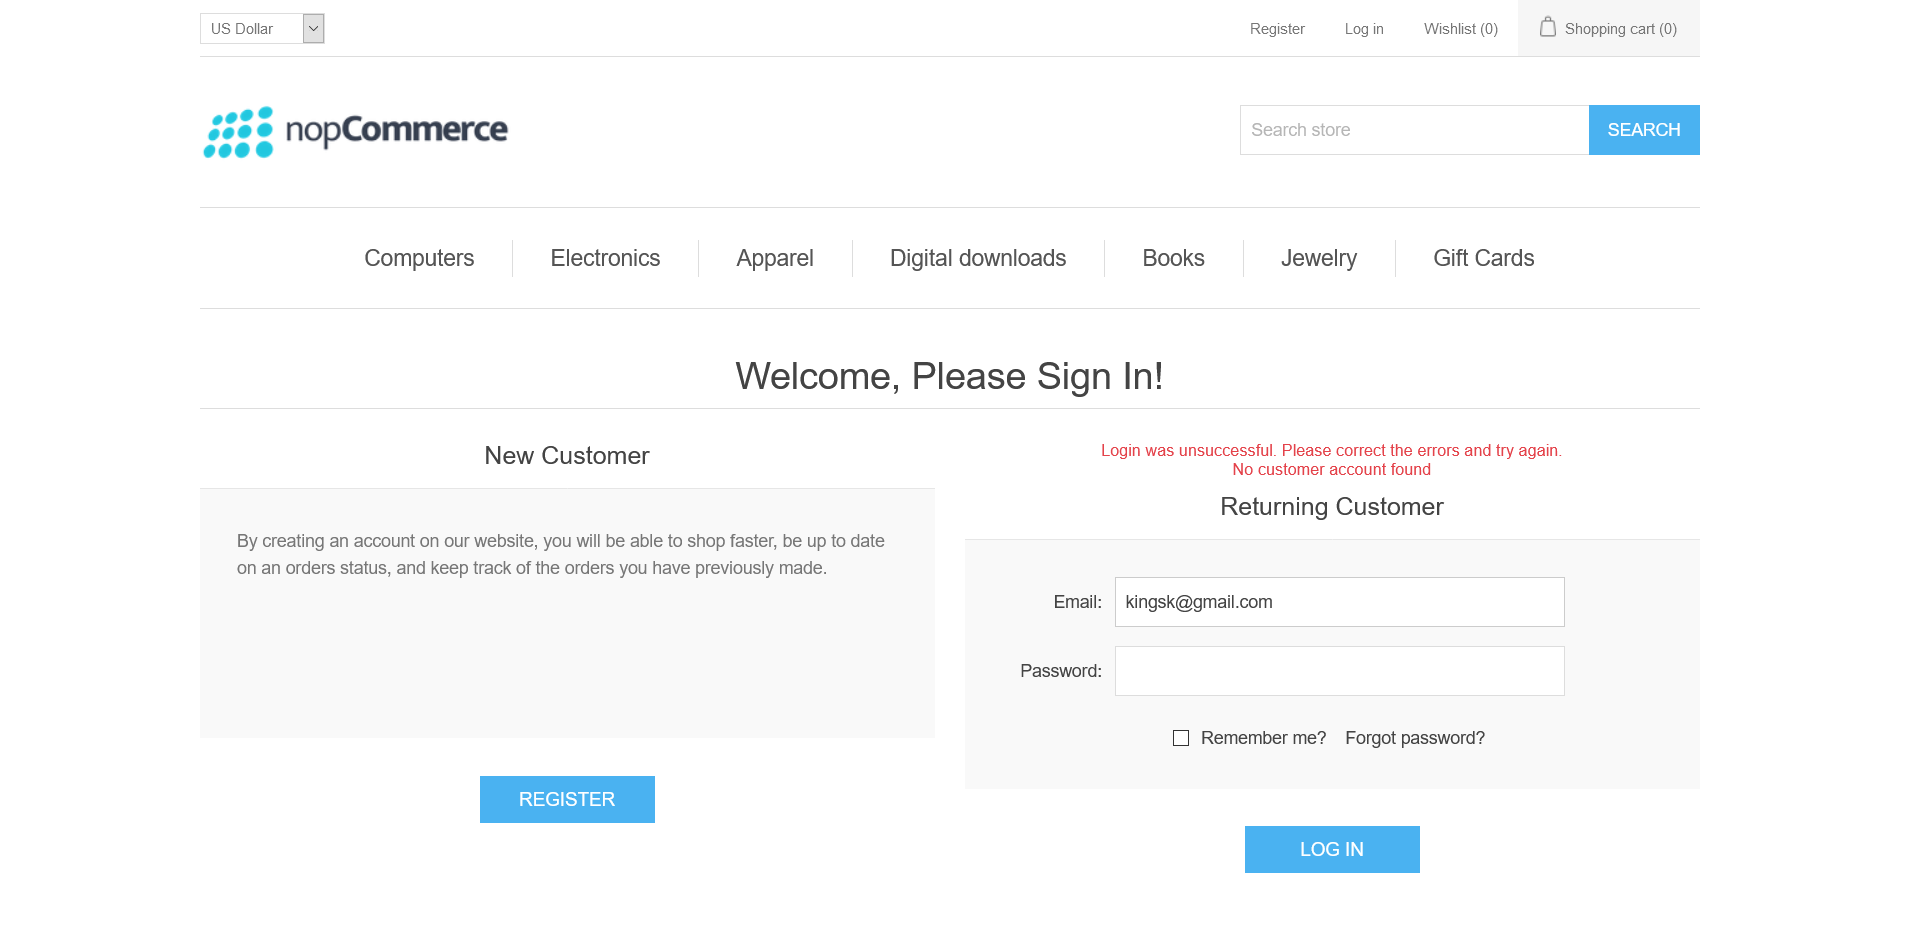 US Dollar
Register
Log in
Wishlist (0)
Shopping cart (0)
nopCommerce
Search store
SEARCH
Computers
Electronics
Apparel
Digital downloads
Books
Jewelry
Gift Cards
Welcome, Please Sign In!
New Customer
By creating an account on our website, you will be able to shop faster, be up to date
on an orders status, and keep track of the orders you have previously made.
REGISTER
Login was unsuccessful. Please correct the errors and try again.
No customer account found
Returning Customer
Email: kingsk@gmail.com
Password:
Remember me? Forgot password?
LOG IN